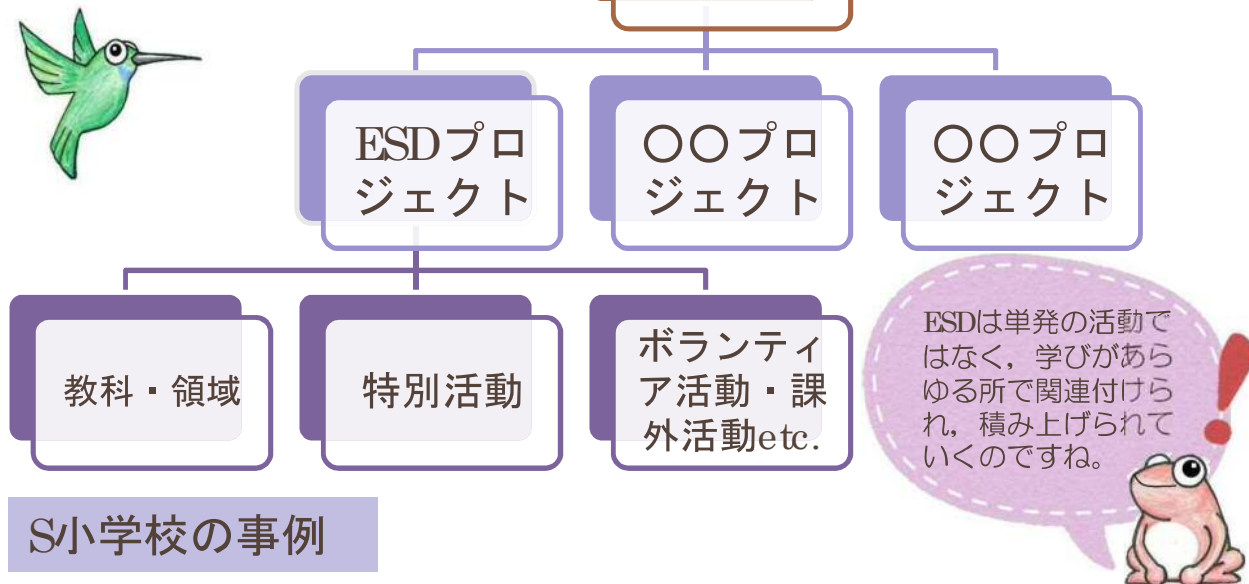 ESDプロ
ジェクト
〇〇プロ
ジェクト
〇〇プロ
ジェクト
教科・領域
特別活動
ボランティ
ア活動・課
外活動etc.
ESDは単発の活動で
はなく，学びがあら
ゆる所で関連付けら
れ，積み上げられて
いくのですね。
S小学校の事例